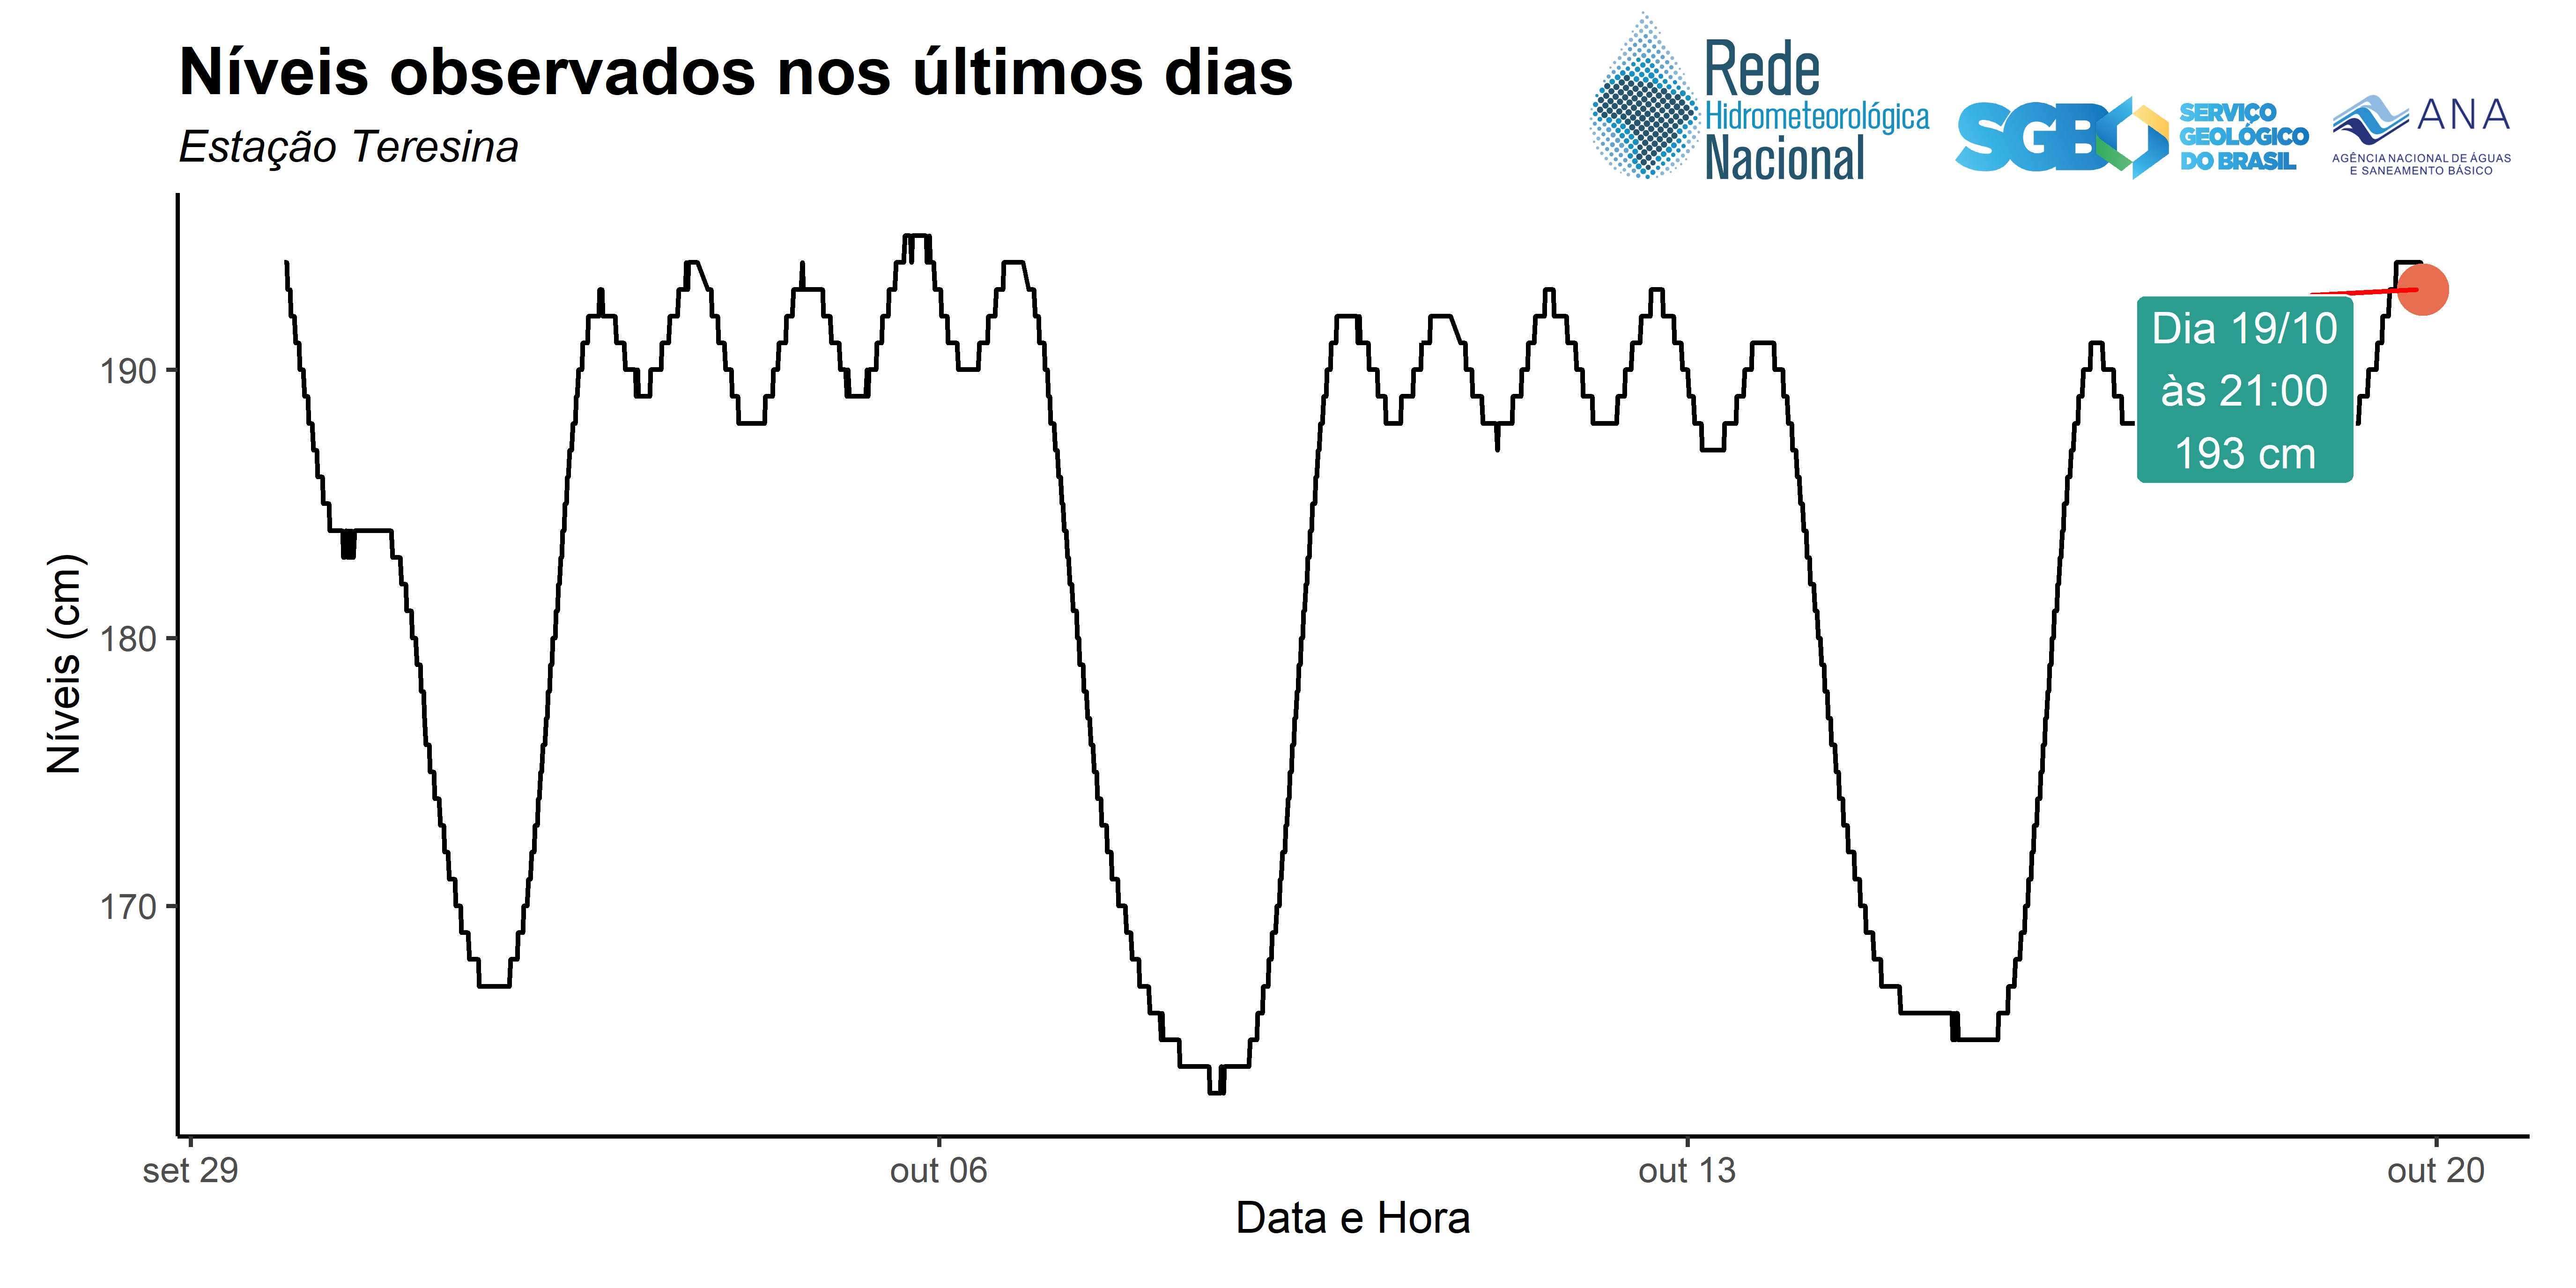 Níveis observados nos últimos dias
Estação Teresina
Rede
Hidrometeorológica
Nacional
SGB
SERVIÇO
GEOLÓGICO
DO BRASIL
ANA
AGÊNCIA NACIONAL DE ÁGUAS
E SANEAMENTO BÁSICO
Níveis (cm)
190
180
170
Dia 19/10
às 21:00
193 cm
set 29
out 06
out 13
out 20
Data e Hora